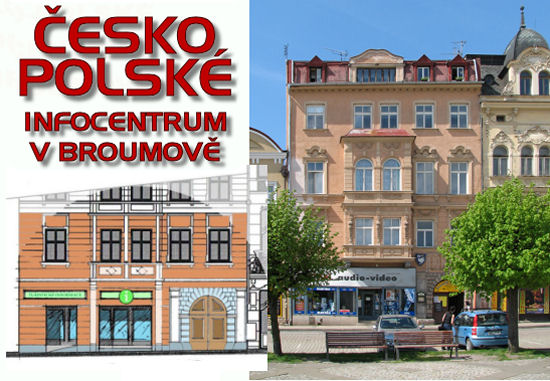 ČESKO
POLSKÉ
INFOCENTRUM
V BROUMOVĚ
audio-video